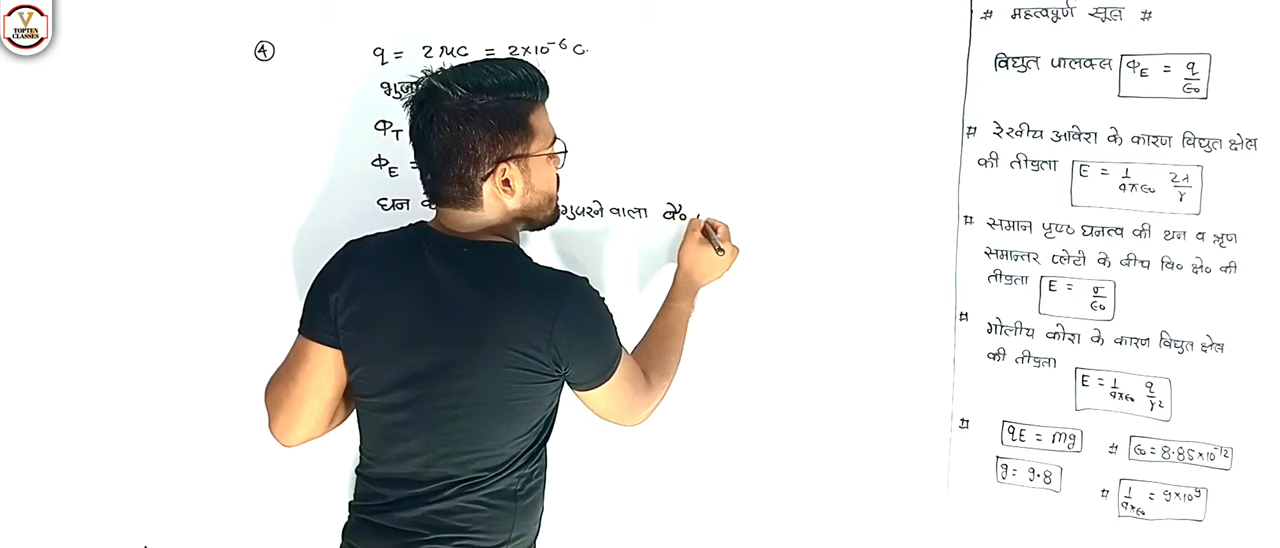 V
TOPTEN
CLASSES
④
q = 2 μC = 2×10⁻⁶ C.
भुजा
Φ_T
Φ_E =
घन
गुजरने वाला वै०
# महत्वपूर्ण सूत्र #
विद्युत फ्लक्स Φ_E = q/ϵ₀
# रेखीय आवेश के कारण विद्युत क्षेत्र
की तीव्रता E = 1/4πϵ₀ 2λ/r
# समान पृष्ठ घनत्व की धन व ऋण
समान्तर प्लेटो के बीच वि० क्षे० की
तीव्रता E = σ/ϵ₀
# गोलीय कोश के कारण विद्युत क्षेत्र
की तीव्रता
E = 1/4πϵ₀ q/r²
# qE = mg
# ϵ₀ = 8.85×10⁻¹²
g = 9.8
# 1/4πϵ₀ = 9×10⁹